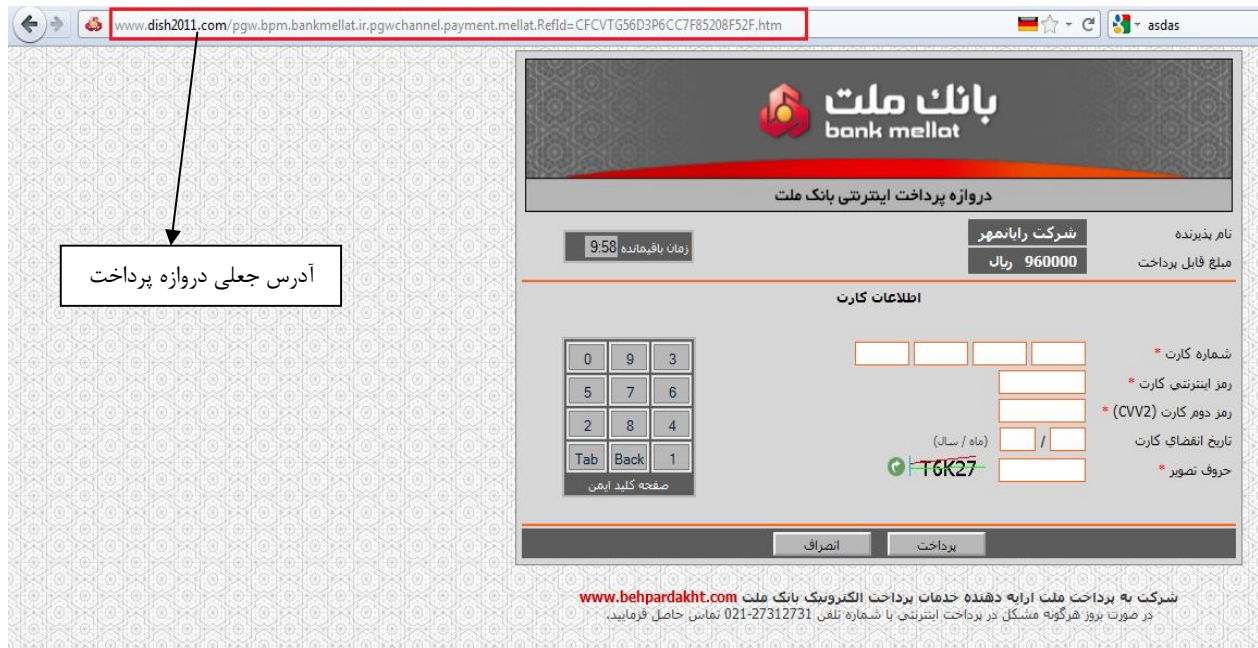 www.dish2011.com/pgw.bpm.bankmellat.ir.pgwchannel.payment.mellat.RefId=CFCVTG56D3P6CC7F85208F52F.htm
asdas
بانك ملت
bank mellat
دروازه پرداخت اینترنتی بانک ملت
نام پذیرنده شرکت رایانمهر
زمان باقیمانده 9:58
مبلغ قابل پرداخت 960000 ریال
آدرس جعلی دروازه پرداخت
اطلاعات کارت
شماره کارت *
رمز اینترنتی کارت *
رمز دوم کارت (CVV2) *
تاریخ انقضاي کارت / (ماه / سال)
حروف تصویر * T6K27
0 9 3
5 7 6
2 8 4
Tab Back 1
صفحه کلید ایمن
پرداخت انصراف
شرکت به پرداخت ملت ارایه دهنده خدمات پرداخت الکترونیک بانک ملت www.behpardakht.com
در صورت بروز هرگونه مشکل در پرداخت اینترنتی با شماره تلفن 27312731-021 تماس حاصل فرمایید.